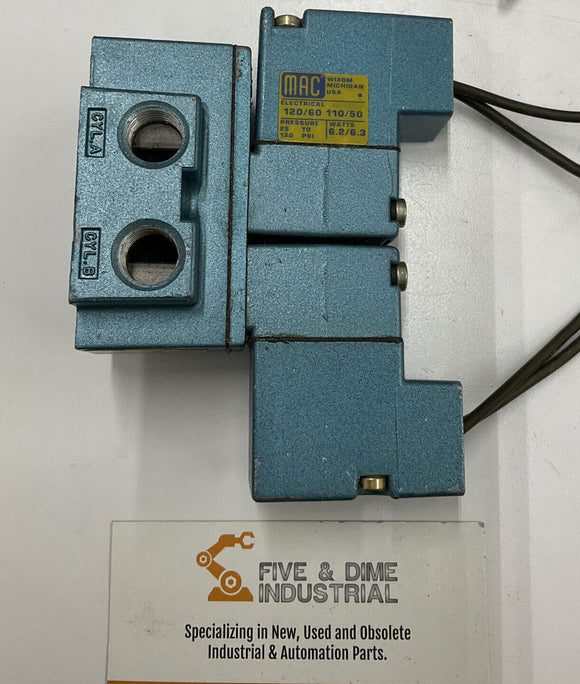 MAC
WIXOM
MICHIGAN
USA
ELECTRICAL
120/60 110/50
PRESSURE
25 TO
150 PSI
WATTS
6.2/6.3
CYL.A
CYL.B
FIVE & DIME
INDUSTRIAL
Specializing in New, Used and Obsolete
Industrial & Automation Parts.